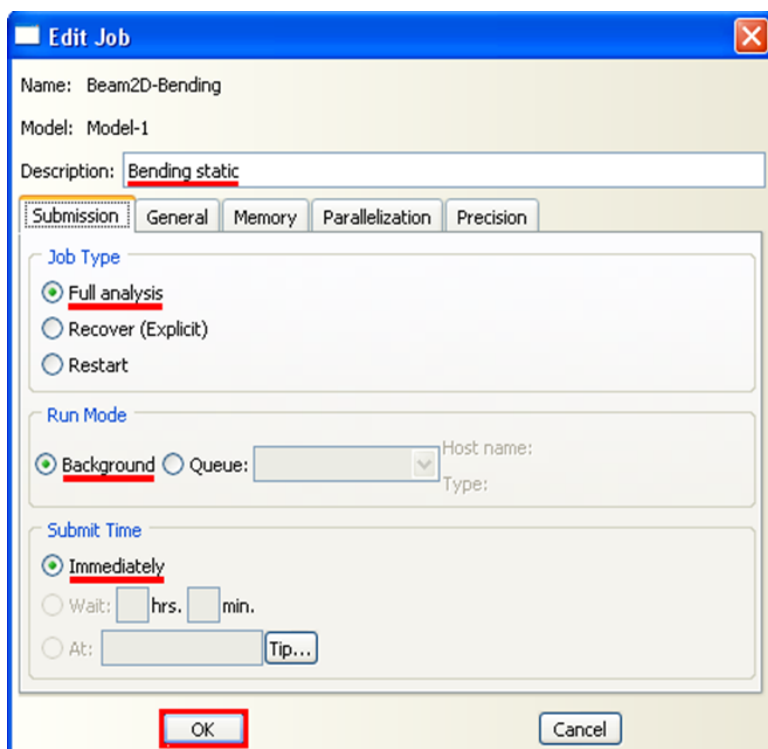 Edit Job
Name: Beam2D-Bending
Model: Model-1
Description: Bending static
Submission General Memory Parallelization Precision
Job Type
Full analysis
Recover (Explicit)
Restart
Run Mode
Background Queue: Host name:
Type:
Submit Time
Immediately
Wait: hrs. min.
At: Tip...
OK Cancel